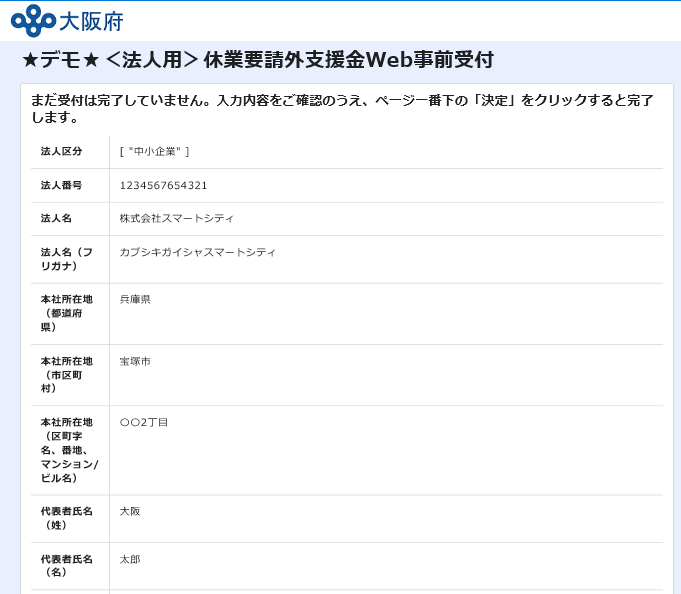 大阪府
★デモ★＜法人用＞休業要請外支援金Web事前受付
まだ受付は完了していません。入力内容をご確認のうえ、ページ一番下の「決定」をクリックすると完了
します。
法人区分
[ "中小企業" ]
法人番号
1234567654321
法人名
株式会社スマートシティ
法人名（フ
リガナ）
カブシキガイシャスマートシティ
本社所在地
（都道府
県）
兵庫県
本社所在地
（市区町
村）
宝塚市
本社所在地
（区町字
名、番地、
マンション/
ビル名）
〇〇2丁目
代表者氏名
（姓）
大阪
代表者氏名
（名）
太郎